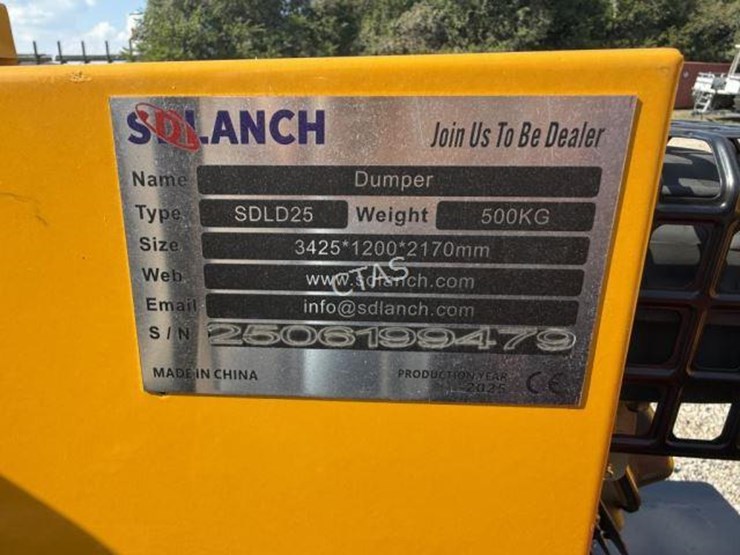 SDLANCH Join Us To Be Dealer
Name Dumper
Type SDLD25 Weight 500KG
Size 3425*1200*2170mm
Web www.sdlanch.com
CTAS
Email info@sdlanch.com
S/N 2506199479
MADE IN CHINA PRODUCTION YEAR
2025 CE